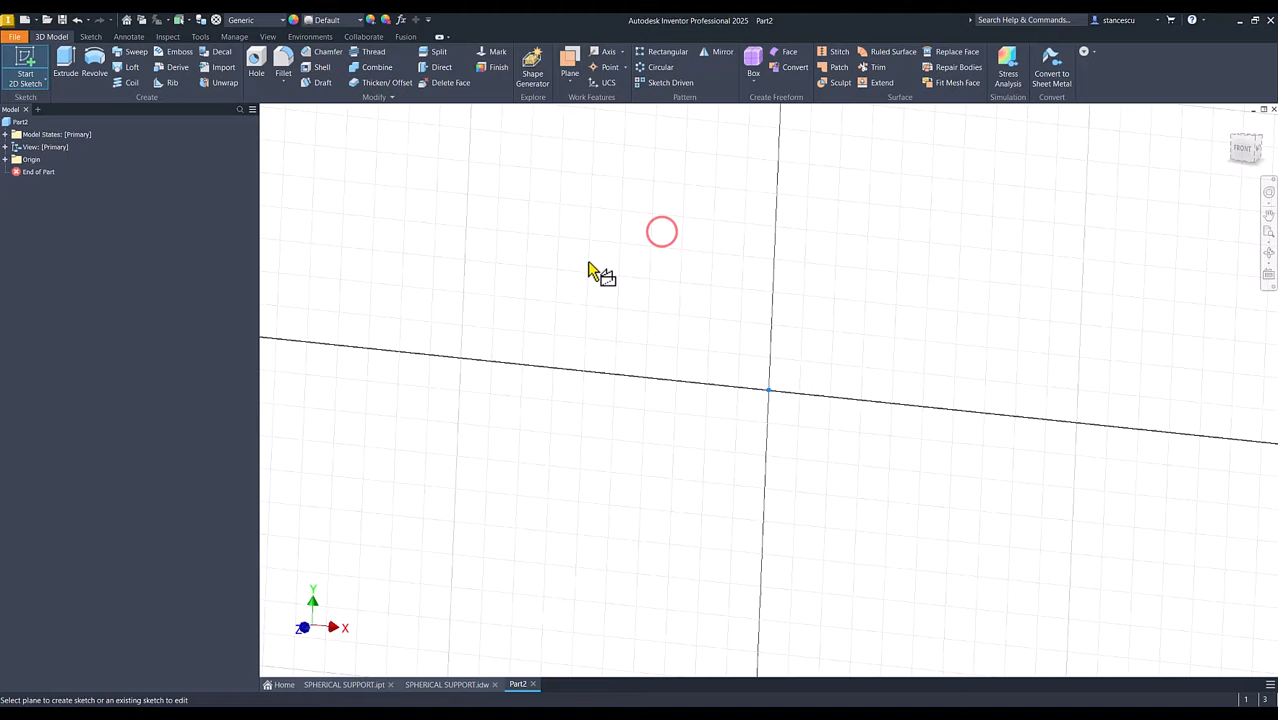 Generic Default fx Autodesk Inventor Professional 2025 Part2 Search Help & Commands... stancescu
File 3D Model Sketch Annotate Inspect Tools Manage View Environments Collaborate Fusion
Sweep Emboss Decal Chamfer Thread Split Mark Axis Rectangular Mirror Face Stitch Ruled Surface Replace Face
Loft Derive Import Shell Combine Direct Finish Point Circular Convert Patch Trim Repair Bodies
Start 2D Sketch Extrude Revolve Hole Fillet Shape Generator Plane Box Stress Analysis Convert to Sheet Metal
Coil Rib Unwrap Draft Thicken/ Offset Delete Face UCS Sketch Driven Sculpt Extend Fit Mesh Face
Sketch Create Modify Explore Work Features Pattern Create Freeform Surface Simulation Convert
Model
Part2
Model States: [Primary]
View: [Primary]
Origin
End of Part
FRONT
Y
Z X
Home SPHERICAL SUPPORT.ipt SPHERICAL SUPPORT.idw Part2
Select plane to create sketch or an existing sketch to edit 1 3